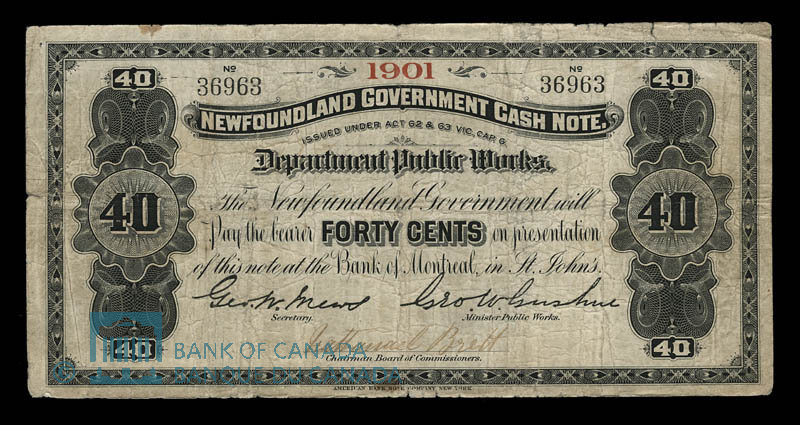 40 Nº 1901 Nº 40
36963 36963
NEWFOUNDLAND GOVERNMENT CASH NOTE.
ISSUED UNDER ACT 62 & 63 VIC. CAP 6.
Department Public Works.
The Newfoundland Government will
40 Pay the bearer FORTY CENTS on presentation 40
of this note at the Bank of Montreal, in St. John's.
Geo. W. Mews
Secretary. Minister Public Works.
Chairman Board of Commissioners.
40 40
AMERICAN BANK NOTE COMPANY NEW YORK.
© BANK OF CANADA
BANQUE DU CANADA